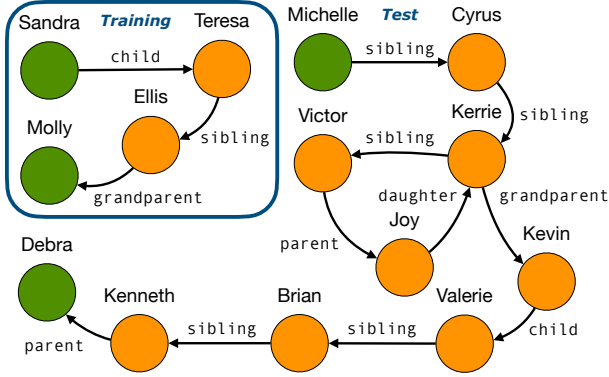 Sandra
Training
Teresa
child
Ellis
Molly
sibling
grandparent
Michelle
Test
Cyrus
sibling
sibling
Victor
Kerrie
sibling
daughter
grandparent
Joy
parent
Kevin
child
Valerie
sibling
Brian
sibling
Kenneth
parent
Debra